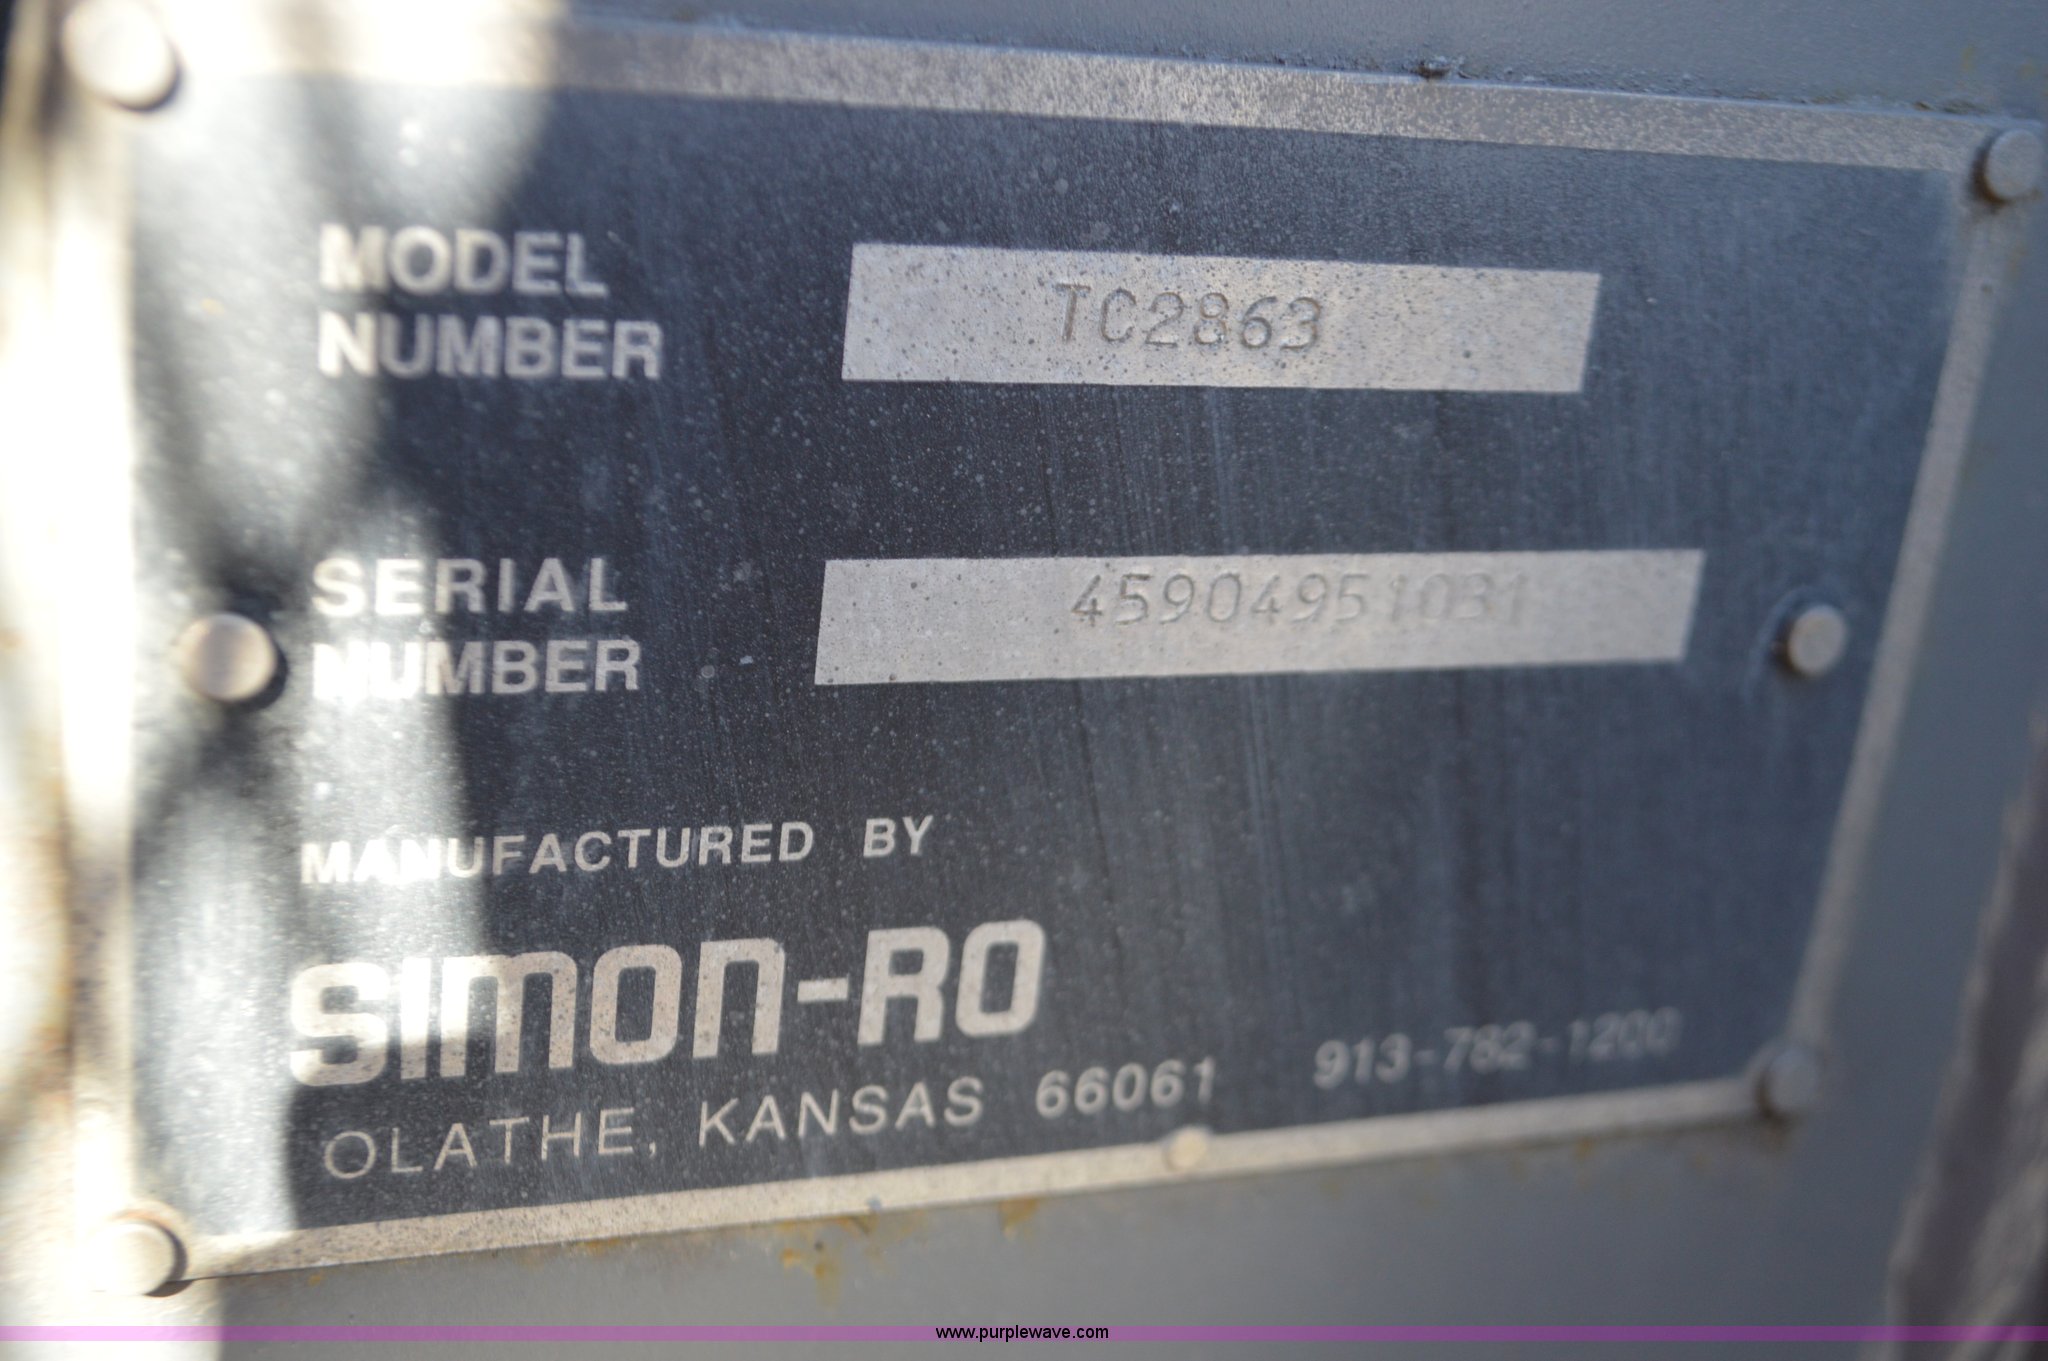 MODEL
NUMBER
TC2863
SERIAL
NUMBER
45904951031
MANUFACTURED BY
SIMON-RO
OLATHE, KANSAS 66061
913-782-1200
www.purplewave.com